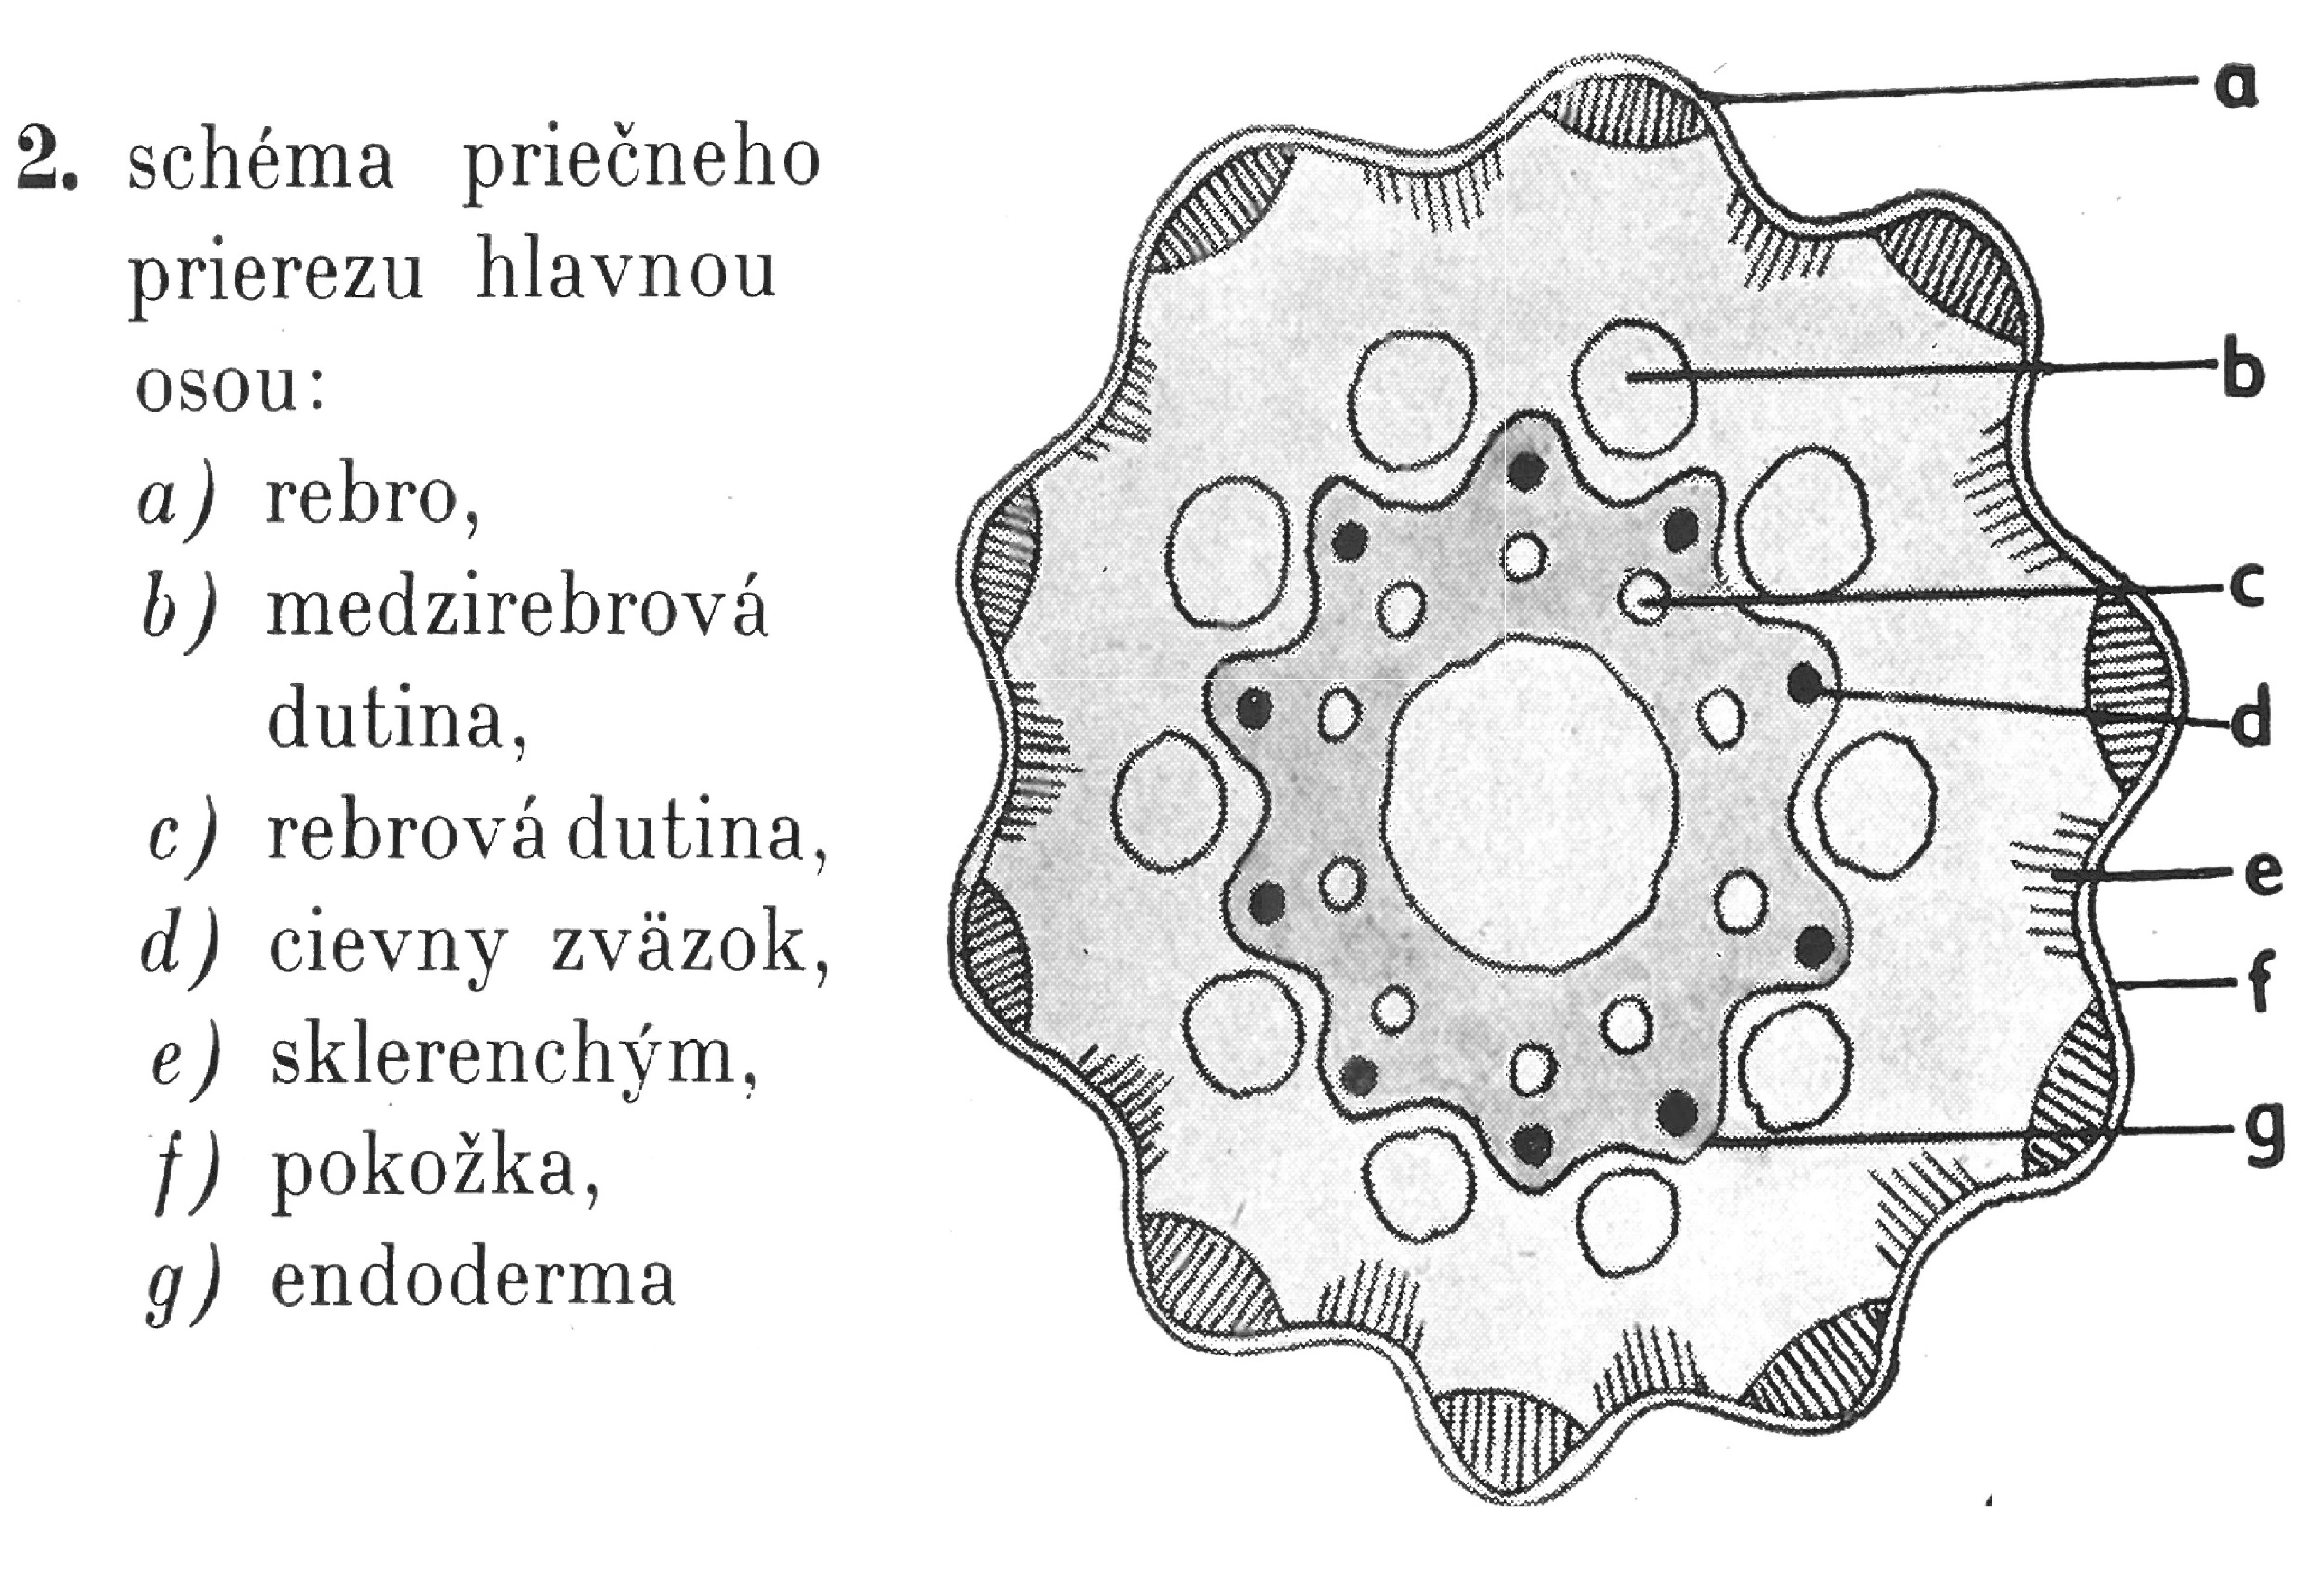 2. schéma priečneho
prierezu hlavnou
osou:
a) rebro,
b) medzirebrová
dutina,
c) rebrová dutina,
d) cievny zväzok,
e) sklerenchým,
f) pokožka,
g) endoderma
a
b
c
d
e
f
g